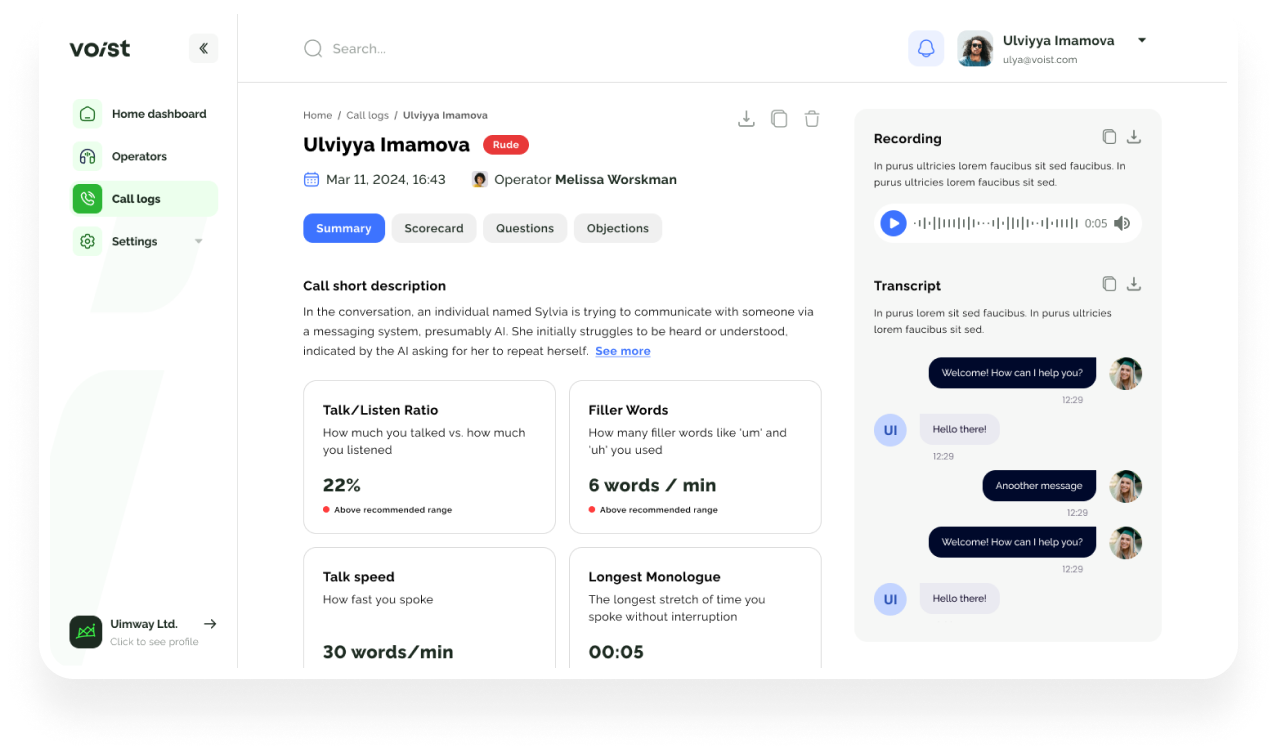 voist
Home dashboard
Operators
Call logs
Settings
Uimway Ltd.
Click to see profile
Search...
Ulviyya Imamova
ulya@voist.com
Home / Call logs / Ulviyya Imamova
Ulviyya Imamova Rude
Mar 11, 2024, 16:43 Operator Melissa Worskman
Summary Scorecard Questions Objections
Call short description
In the conversation, an individual named Sylvia is trying to communicate with someone via
a messaging system, presumably AI. She initially struggles to be heard or understood,
indicated by the AI asking for her to repeat herself. See more
Talk/Listen Ratio
How much you talked vs. how much
you listened
22%
Above recommended range
Filler Words
How many filler words like 'um' and
'uh' you used
6 words / min
Above recommended range
Talk speed
How fast you spoke
30 words/min
Longest Monologue
The longest stretch of time you
spoke without interruption
00:05
Recording
In purus ultricies lorem faucibus sit sed faucibus. In
purus ultricies lorem faucibus sit sed.
0:05
Transcript
In purus lorem sit sed faucibus. In purus ultricies
lorem faucibus sit sed.
Welcome! How can I help you?
12:29
UI
Hello there!
12:29
Anoother message
12:29
Welcome! How can I help you?
12:29
UI
Hello there!